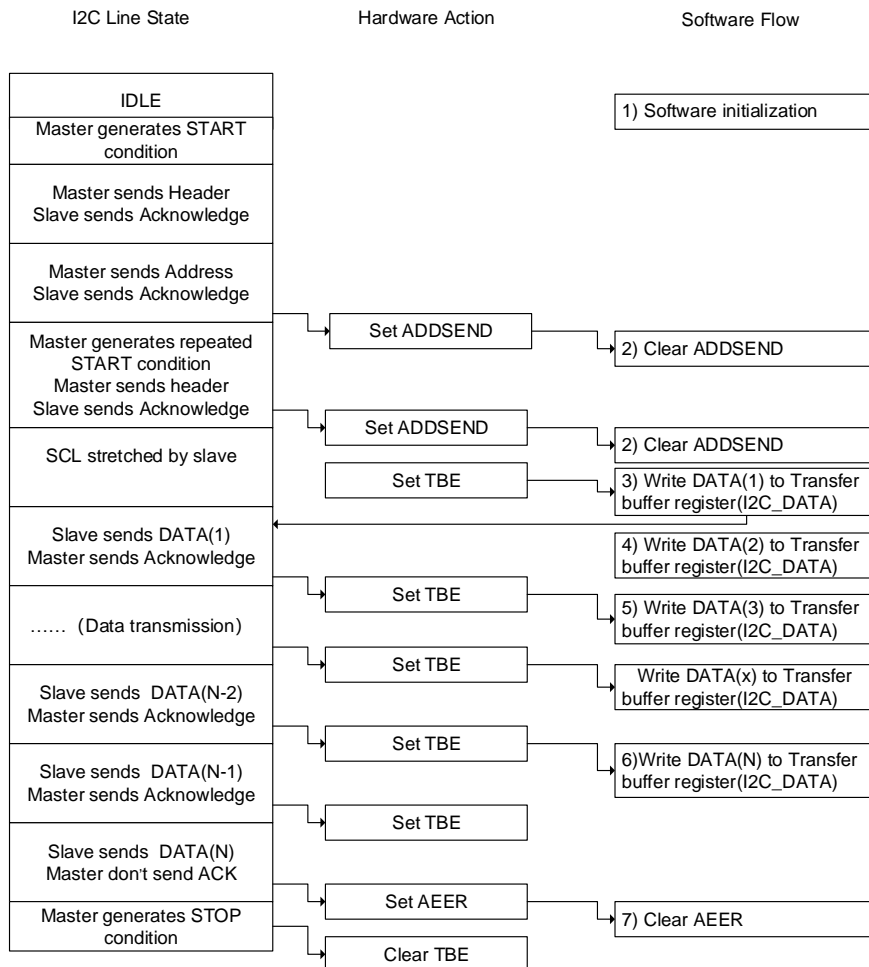 I2C Line State
Hardware Action
Software Flow
IDLE
1) Software initialization
Master generates START
condition
Master sends Header
Slave sends Acknowledge
Master sends Address
Slave sends Acknowledge
Set ADDSEND
2) Clear ADDSEND
Master generates repeated
START condition
Master sends header
Slave sends Acknowledge
Set ADDSEND
2) Clear ADDSEND
SCL stretched by slave
Set TBE
3) Write DATA(1) to Transfer
buffer register(I2C_DATA)
Slave sends DATA(1)
Master sends Acknowledge
4) Write DATA(2) to Transfer
buffer register(I2C_DATA)
Set TBE
5) Write DATA(3) to Transfer
buffer register(I2C_DATA)
…… (Data transmission)
Set TBE
Write DATA(x) to Transfer
buffer register(I2C_DATA)
Slave sends DATA(N-2)
Master sends Acknowledge
Set TBE
6)Write DATA(N) to Transfer
buffer register(I2C_DATA)
Slave sends DATA(N-1)
Master sends Acknowledge
Set TBE
Slave sends DATA(N)
Master don't send ACK
Set AEER
7) Clear AEER
Master generates STOP
condition
Clear TBE